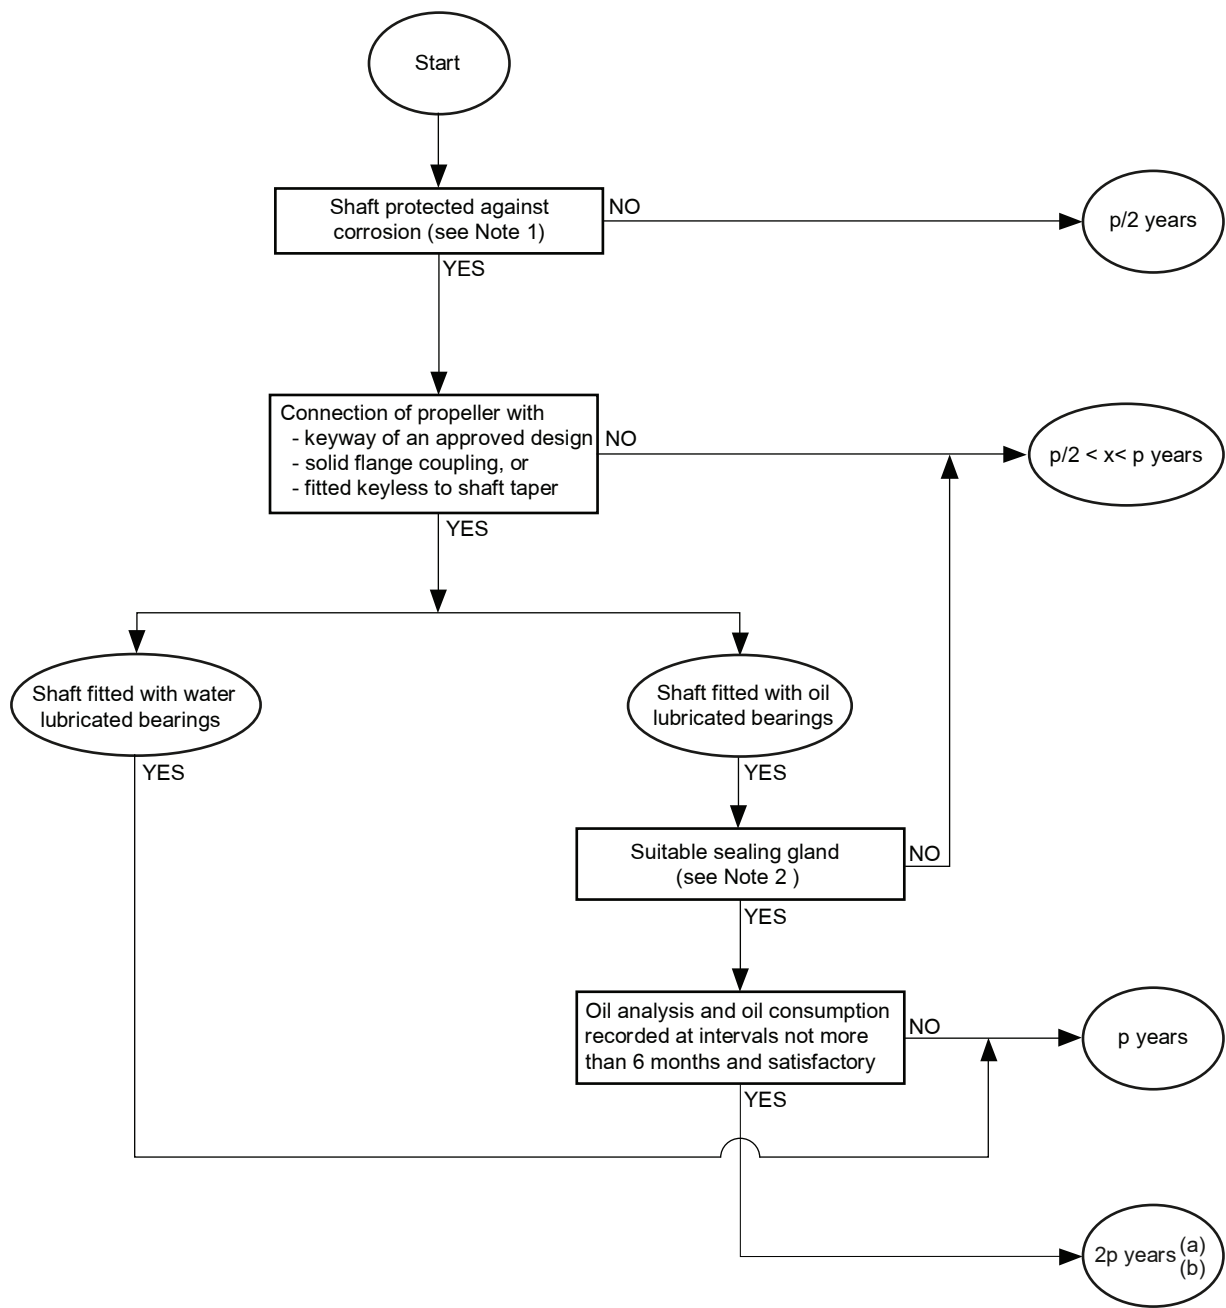 Start
Shaft protected against
corrosion (see Note 1)
NO
p/2 years
YES
Connection of propeller with
- keyway of an approved design
- solid flange coupling, or
- fitted keyless to shaft taper
NO
p/2 < x< p years
YES
Shaft fitted with water
lubricated bearings
Shaft fitted with oil
lubricated bearings
YES
YES
Suitable sealing gland
(see Note 2 )
NO
YES
Oil analysis and oil consumption
recorded at intervals not more
than 6 months and satisfactory
NO
p years
YES
2p years (a)
(b)